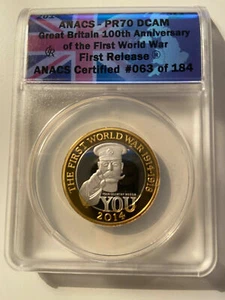 ANACS - PR70 DCAM
Great Britain 100th Anniversary
of the First World War
First Release
ANACS Certified #063 of 184
THE FIRST WORLD WAR 1914-1918
YOU
2014